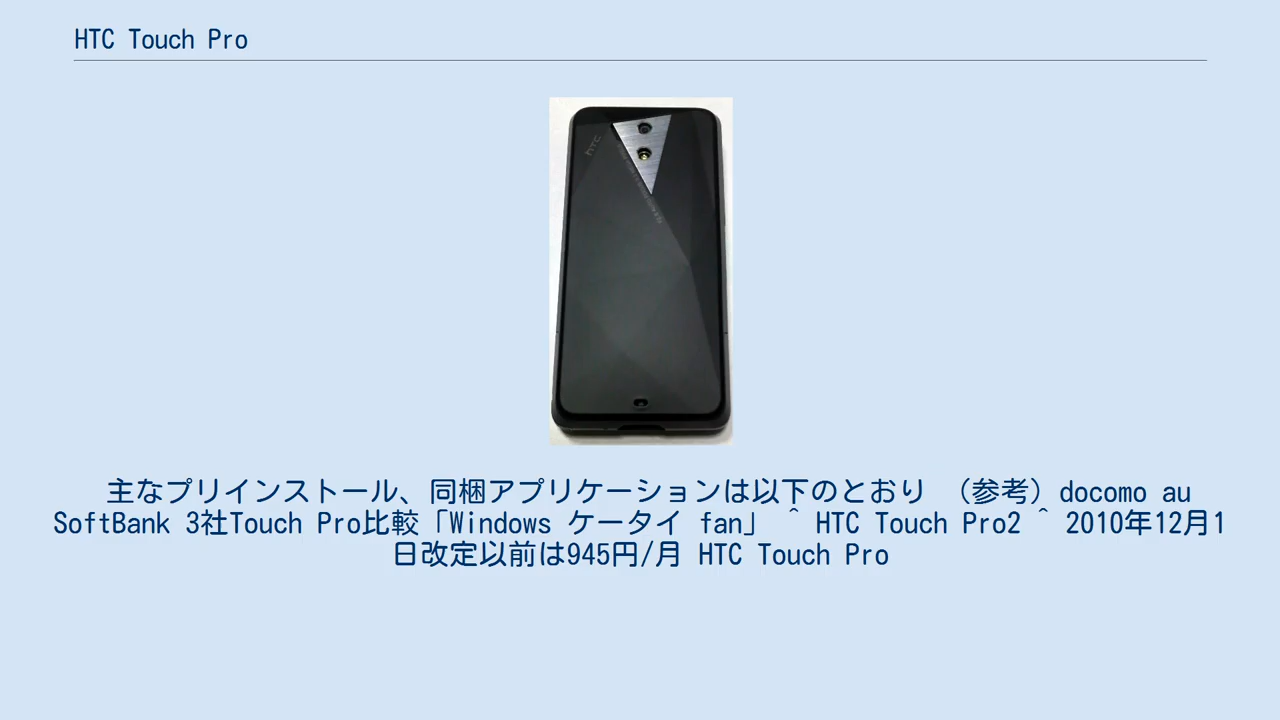 HTC Touch Pro
hTC
主なプリインストール、同梱アプリケーションは以下のとおり （参考）docomo au
SoftBank 3社Touch Pro比較「Windows ケータイ fan」 ^ HTC Touch Pro2 ^ 2010年12月1
日改定以前は945円/月 HTC Touch Pro